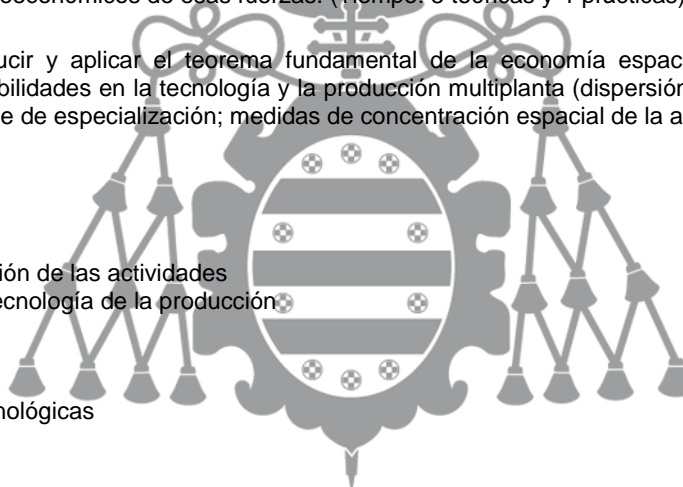 oeconómicos de esas fuerzas. (Tiempo: 3 teóricas y 4 prácticas)
ucir y aplicar el teorema fundamental de la economía espac
bilidades en la tecnología y la producción multiplanta (dispersión
e de especialización; medidas de concentración espacial de la a
ión de las actividades
ecnología de la producción
nológicas